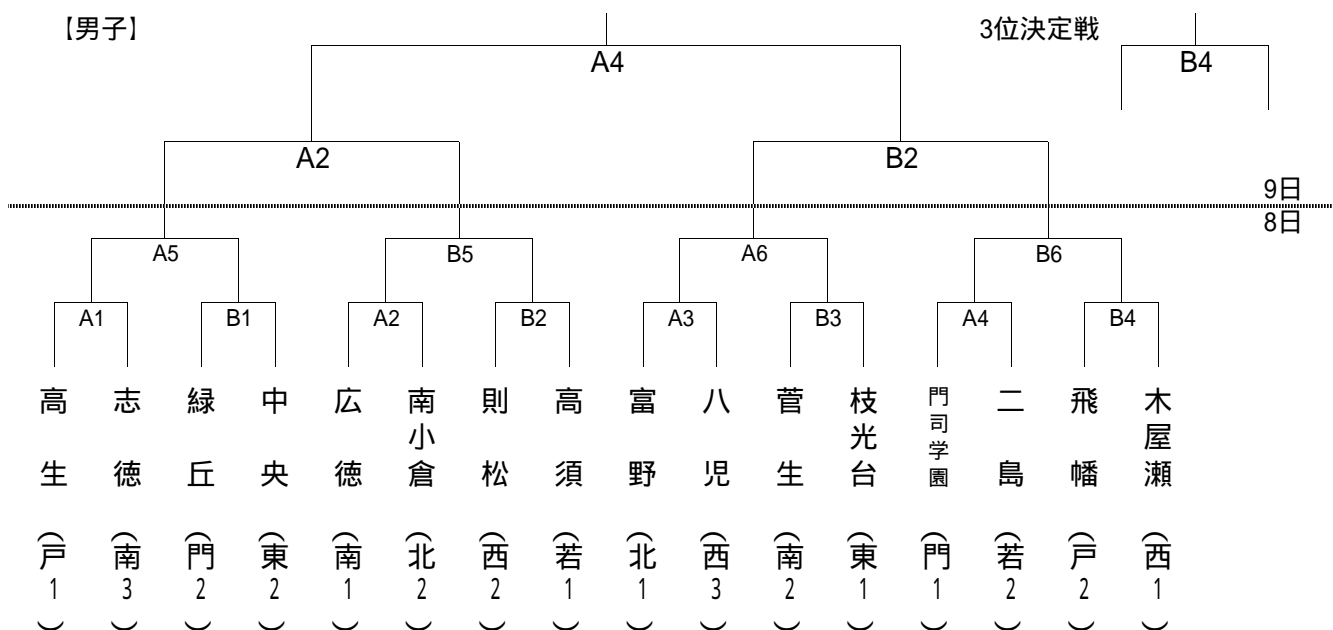 【男子】
3位決定戦
A4
B4
A2
B2
9日
8日
A5
B5
A6
B6
A1
B1
A2
B2
A3
B3
A4
B4
高生（戸1）
志徳（南3）
緑丘（門2）
中央（東2）
広徳（南1）
南小倉（北2）
則松（西2）
高須（若1）
富野（北1）
八児（西3）
菅生（南2）
枝光台（東1）
門司学園（門1）
二島（若2）
飛幡（戸2）
木屋瀬（西1）